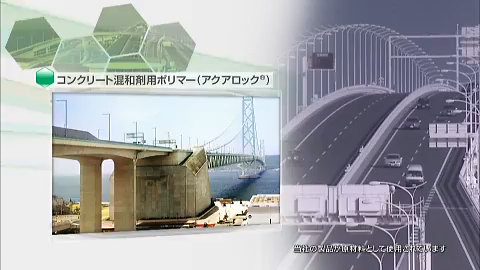 コンクリート混和剤用ポリマー(アクアロック®)
当社の製品が原材料として使用されています